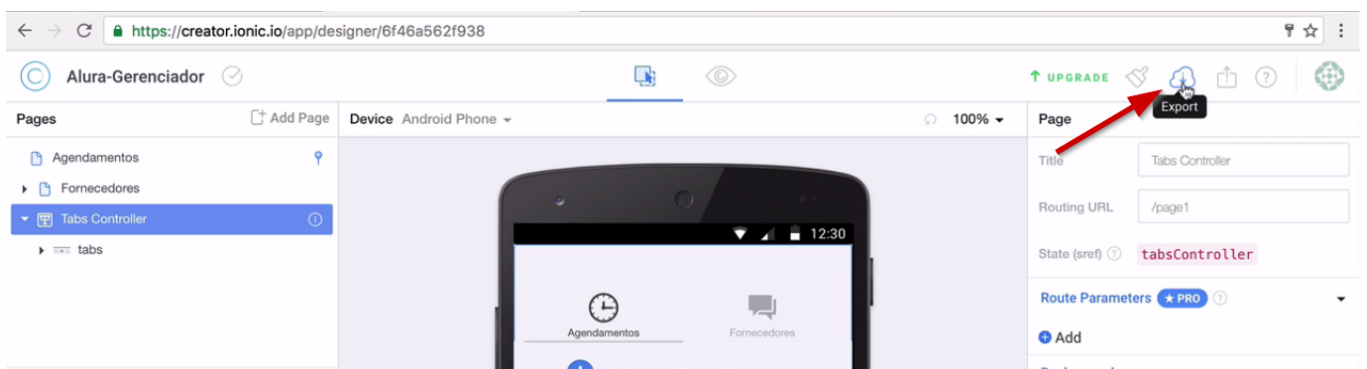 https://creator.ionic.io/app/designer/6f46a562f938
Alura-Gerenciador
UPGRADE
Export
Pages
Add Page
Device Android Phone
100%
Page
Agendamentos
Fornecedores
Tabs Controller
tabs
12:30
Agendamentos
Fornecedores
Title
Tabs Controller
Routing URL
/page1
State (sref) ?
tabsController
Route Parameters ★ PRO ?
Add